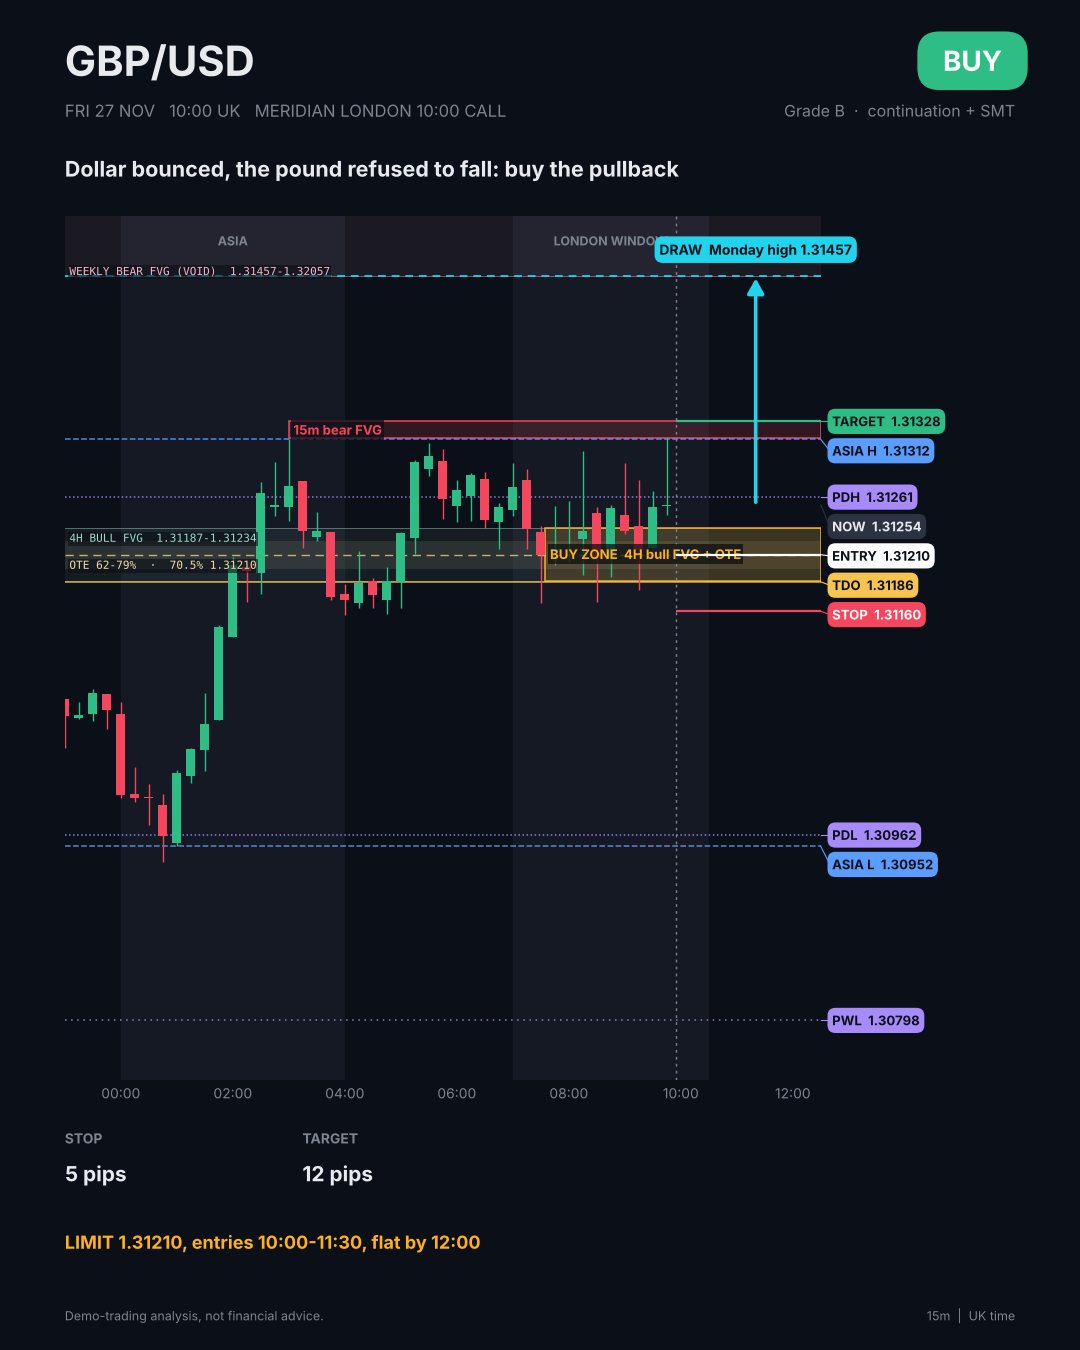 GBP/USD
BUY
FRI 27 NOV 10:00 UK MERIDIAN LONDON 10:00 CALL
Grade B · continuation + SMT
Dollar bounced, the pound refused to fall: buy the pullback
ASIA
LONDON WINDOW
DRAW Monday high 1.31457
WEEKLY BEAR FVG (VOID) 1.31457-1.32057
TARGET 1.31328
15m bear FVG
ASIA H 1.31312
PDH 1.31261
NOW 1.31254
4H BULL FVG 1.31187-1.31234
BUY ZONE 4H bull FVG + OTE
ENTRY 1.31210
OTE 62-79% · 70.5% 1.31210
TDO 1.31186
STOP 1.31160
PDL 1.30962
ASIA L 1.30952
PWL 1.30798
00:00 02:00 04:00 06:00 08:00 10:00 12:00
STOP
TARGET
5 pips
12 pips
LIMIT 1.31210, entries 10:00-11:30, flat by 12:00
Demo-trading analysis, not financial advice.
15m | UK time